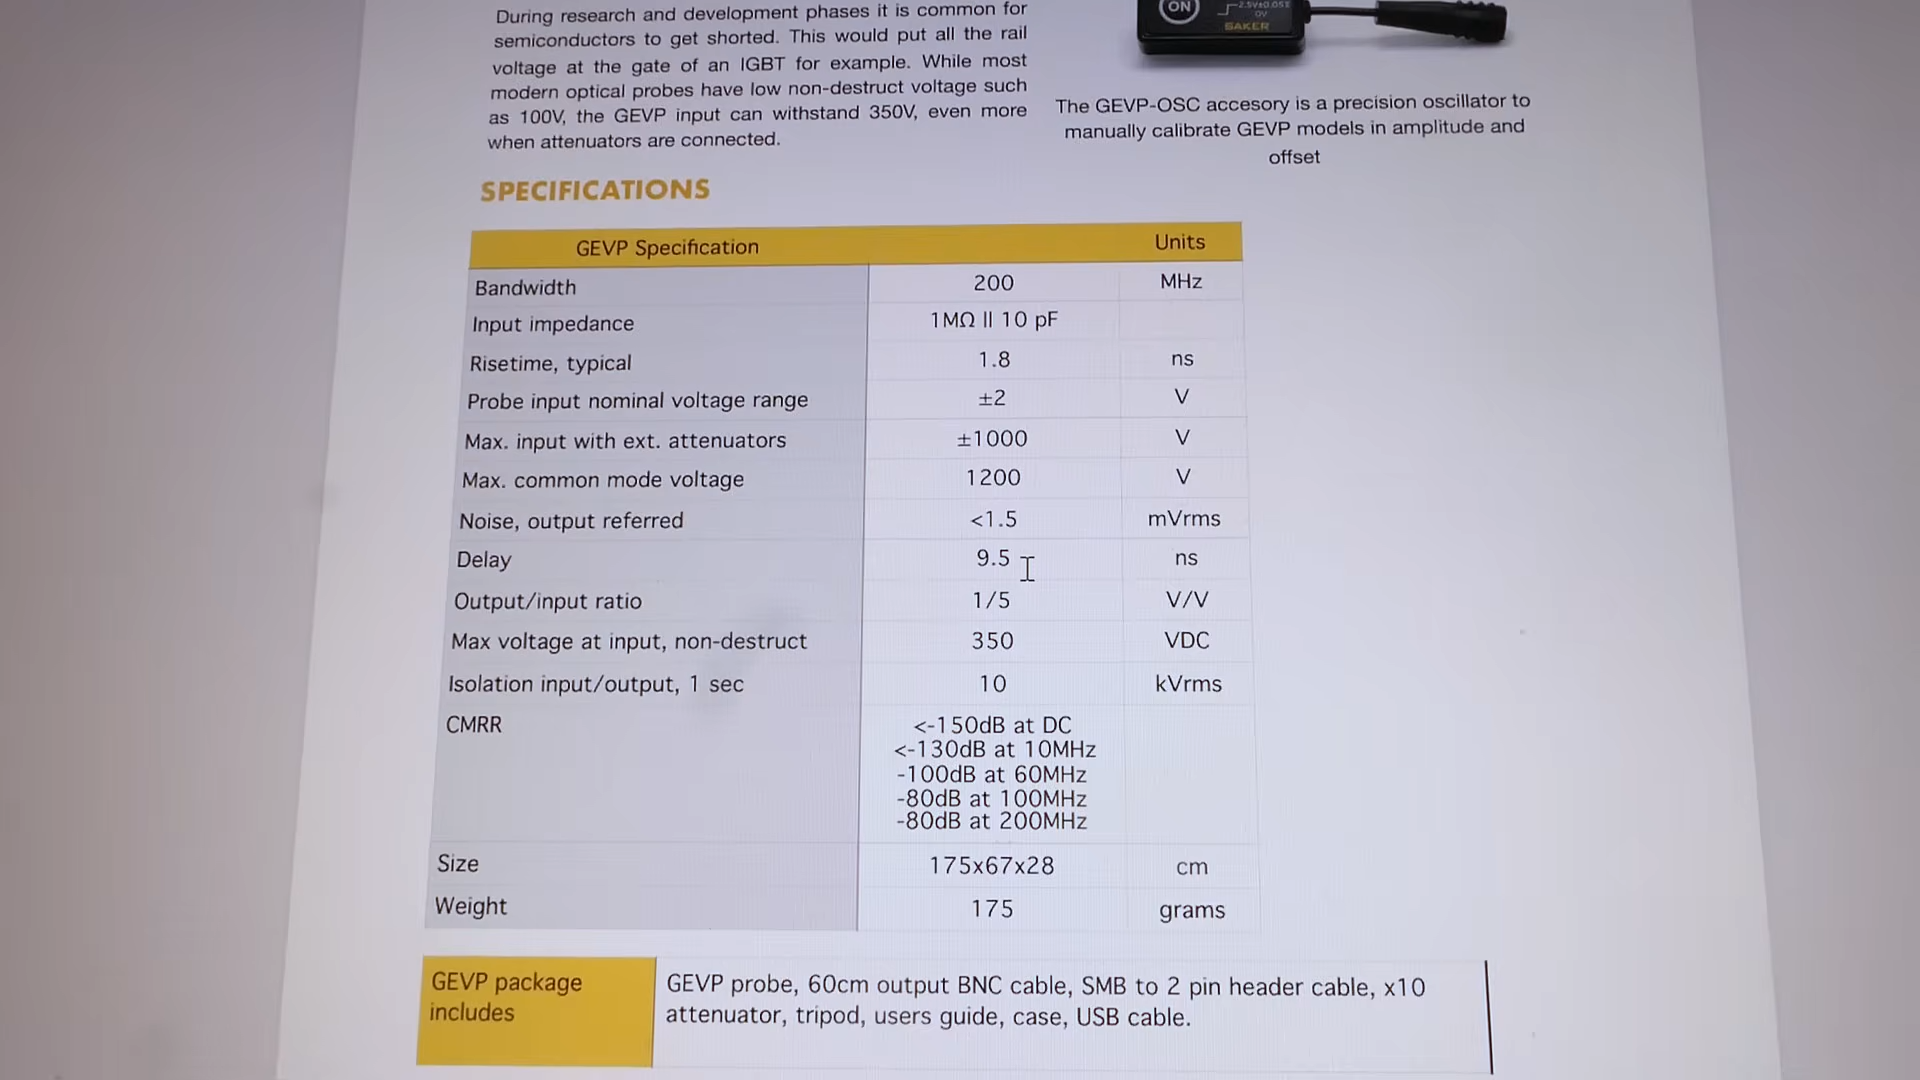 During research and development phases it is common for
semiconductors to get shorted. This would put all the rail
voltage at the gate of an IGBT for example. While most
modern optical probes have low non-destruct voltage such
as 100V, the GEVP input can withstand 350V, even more
when attenuators are connected.
ON
2.5V±0.05%
0V
SAKER
The GEVP-OSC accesory is a precision oscillator to
manually calibrate GEVP models in amplitude and
offset
SPECIFICATIONS
GEVP Specification Units
Bandwidth 200 MHz
Input impedance 1MΩ || 10 pF
Risetime, typical 1.8 ns
Probe input nominal voltage range ±2 V
Max. input with ext. attenuators ±1000 V
Max. common mode voltage 1200 V
Noise, output referred <1.5 mVrms
Delay 9.5 ns
Output/input ratio 1/5 V/V
Max voltage at input, non-destruct 350 VDC
Isolation input/output, 1 sec 10 kVrms
CMRR <-150dB at DC
<-130dB at 10MHz
-100dB at 60MHz
-80dB at 100MHz
-80dB at 200MHz
Size 175x67x28 cm
Weight 175 grams
GEVP package
includes
GEVP probe, 60cm output BNC cable, SMB to 2 pin header cable, x10
attenuator, tripod, users guide, case, USB cable.